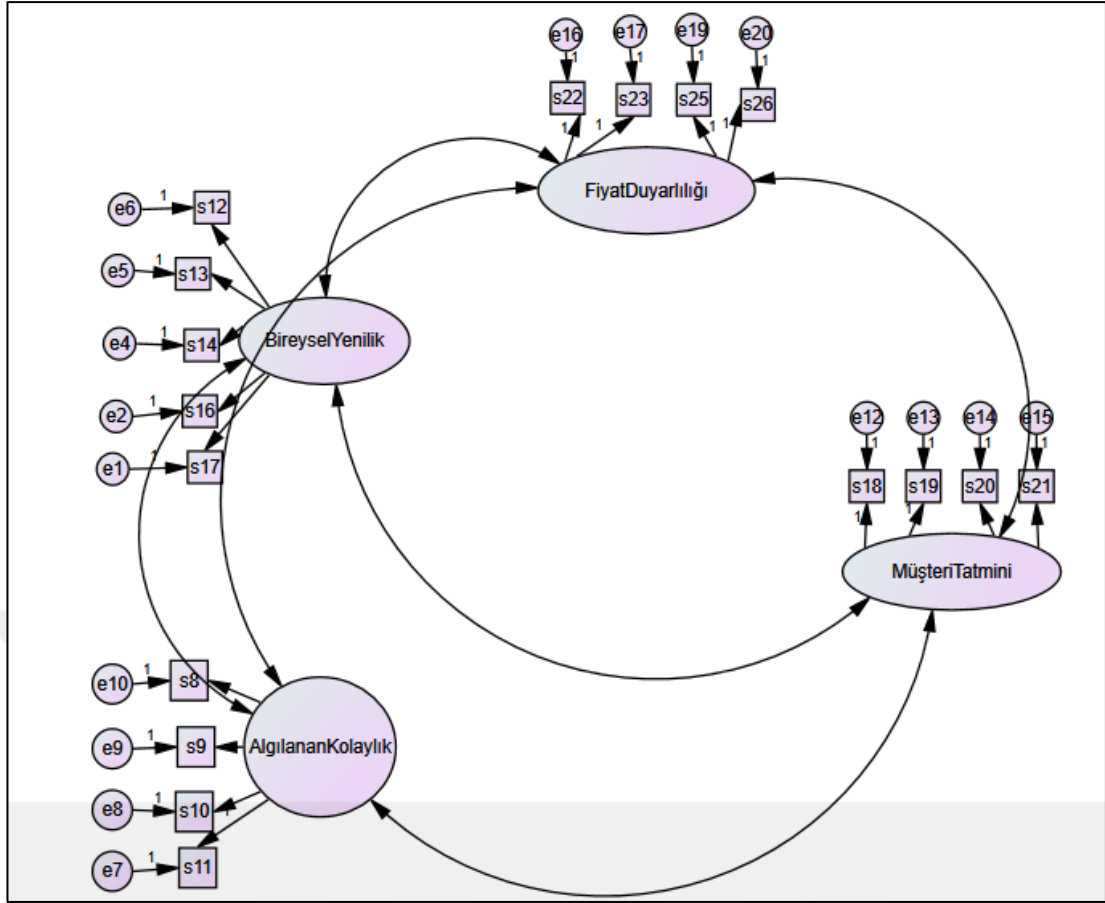 e16 e17 e19 e20
1 1 1 1
s22 s23 s25 s26
1 1 1
FiyatDuyarlılığı
e6 1 s12
e5 1 s13
e4 1 s14
BireyselYenilik
e2 1 s16
e1 1 s17
e12 e13 e14 e15
1 1 1 1
s18 s19 s20 s21
1 1
MüşteriTatmini
e10 1 s8
e9 1 s9
AlgılananKolaylık
e8 1 s10 1
e7 1 s11